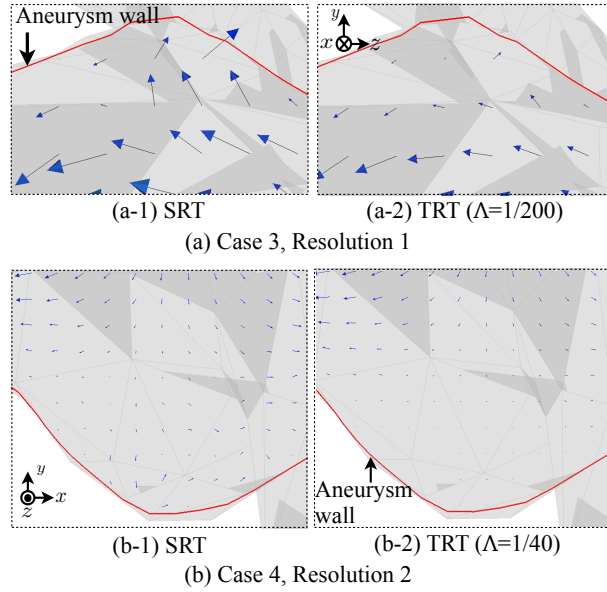 Aneurysm wall
y
x z
(a-1) SRT
(a-2) TRT (Λ=1/200)
(a) Case 3, Resolution 1
y
x
z
Aneurysm
wall
(b-1) SRT
(b-2) TRT (Λ=1/40)
(b) Case 4, Resolution 2